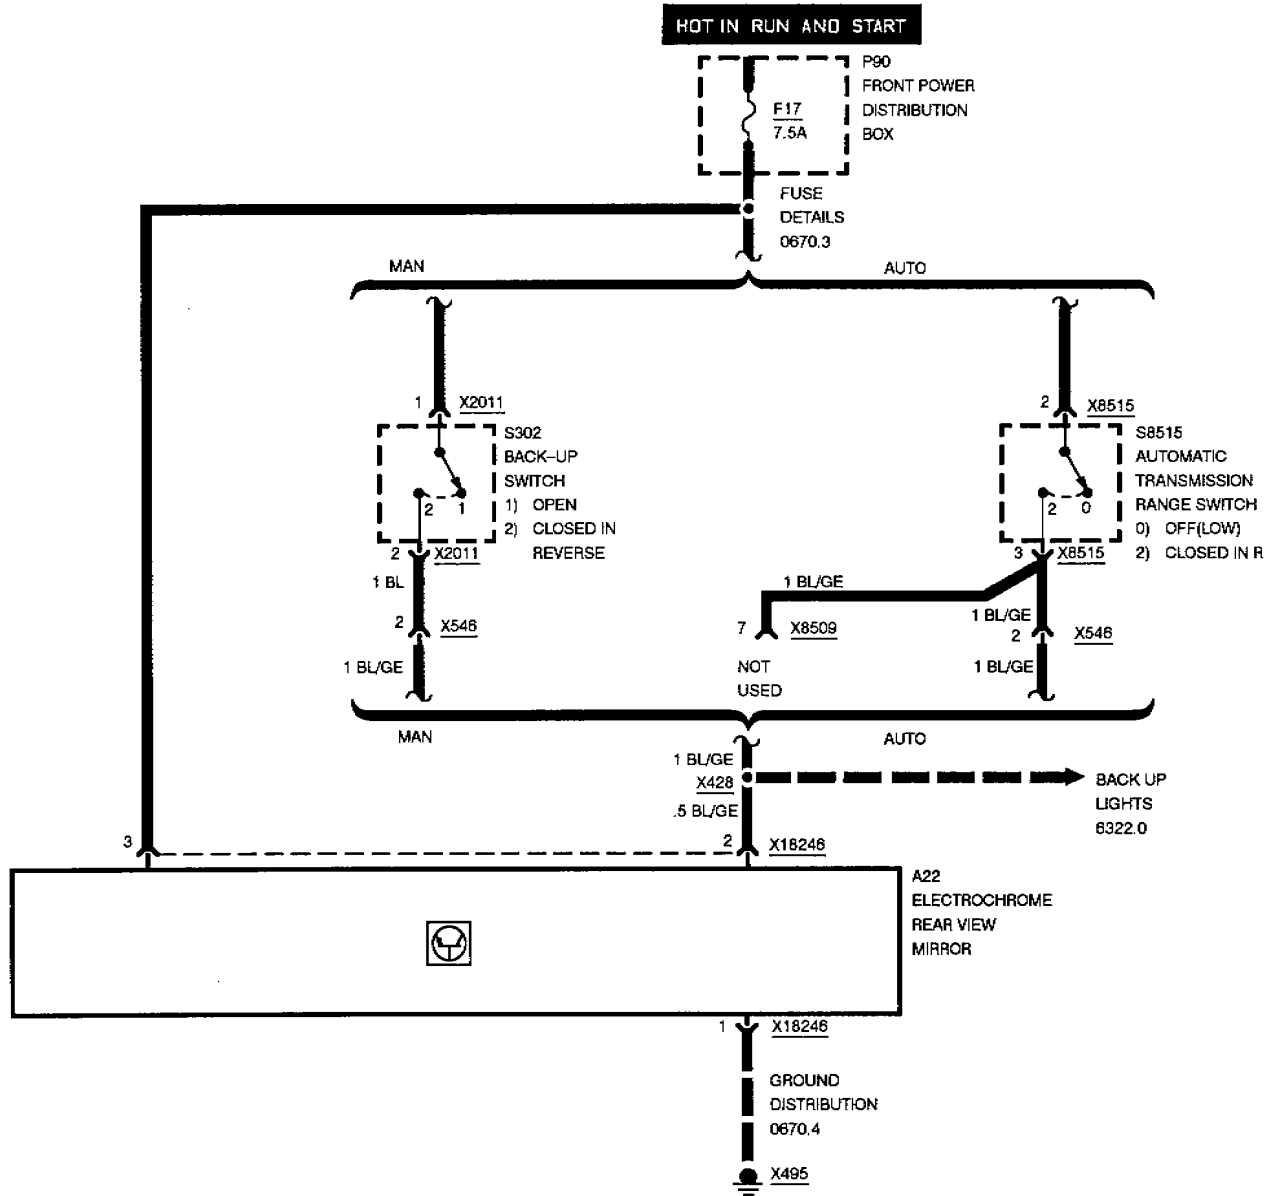 HOT IN RUN AND START
P90
FRONT POWER
DISTRIBUTION
BOX
F17
7.5A
FUSE
DETAILS
0670.3
MAN
AUTO
1
X2011
2
X8515
S302
BACK-UP
SWITCH
1) OPEN
2) CLOSED IN
REVERSE
2
1
S8515
AUTOMATIC
TRANSMISSION
RANGE SWITCH
0) OFF(LOW)
2) CLOSED IN R
2
0
2
X2011
3
X8515
1 BL
1 BL/GE
1 BL/GE
2
X546
7
X8509
2
X546
1 BL/GE
NOT
USED
1 BL/GE
MAN
AUTO
1 BL/GE
X428
.5 BL/GE
BACK UP
LIGHTS
6322.0
3
2
X18246
A22
ELECTROCHROME
REAR VIEW
MIRROR
1
X18246
GROUND
DISTRIBUTION
0670.4
X495